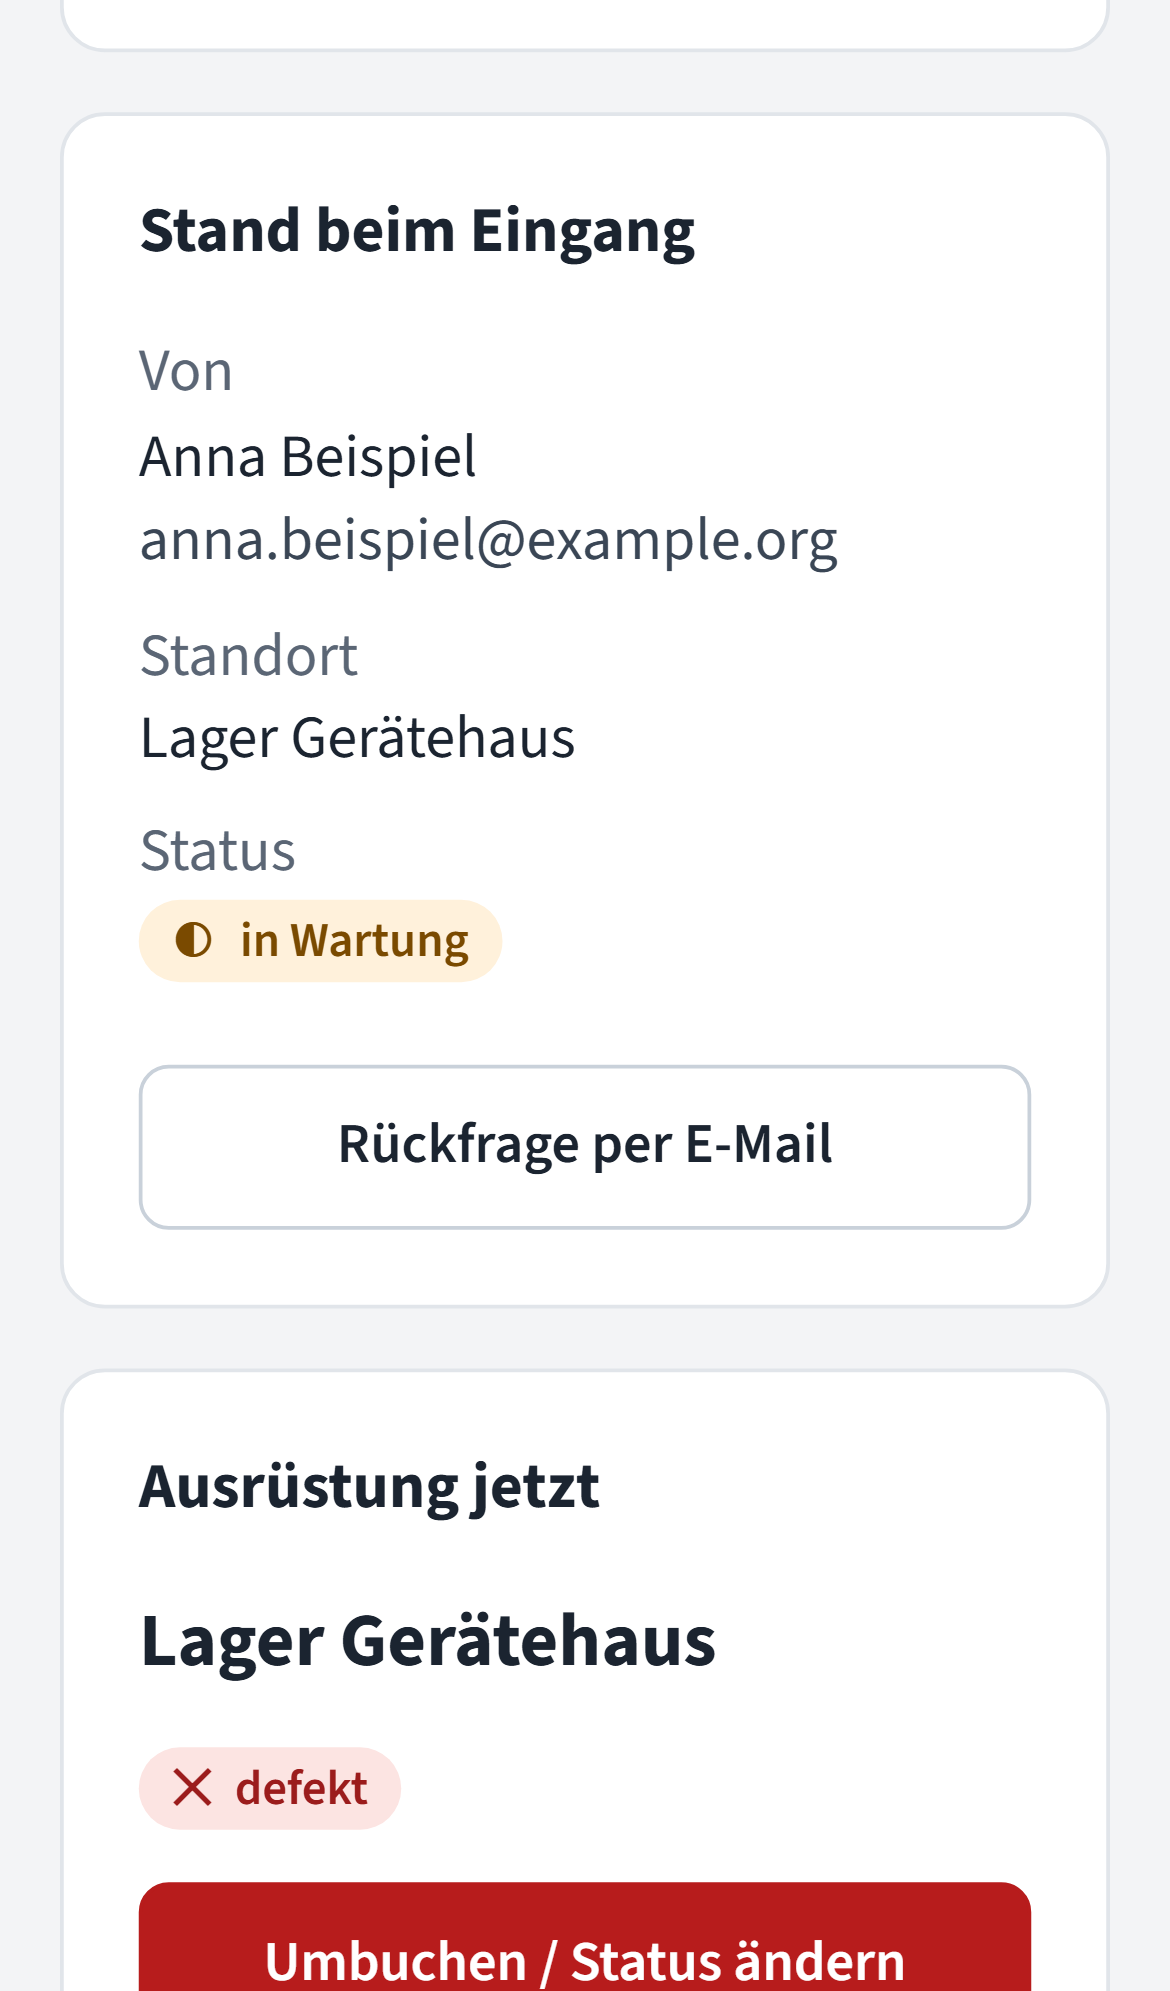 Stand beim Eingang
Von
Anna Beispiel
anna.beispiel@example.org
Standort
Lager Gerätehaus
Status
in Wartung
Rückfrage per E-Mail
Ausrüstung jetzt
Lager Gerätehaus
defekt
Umbuchen / Status ändern